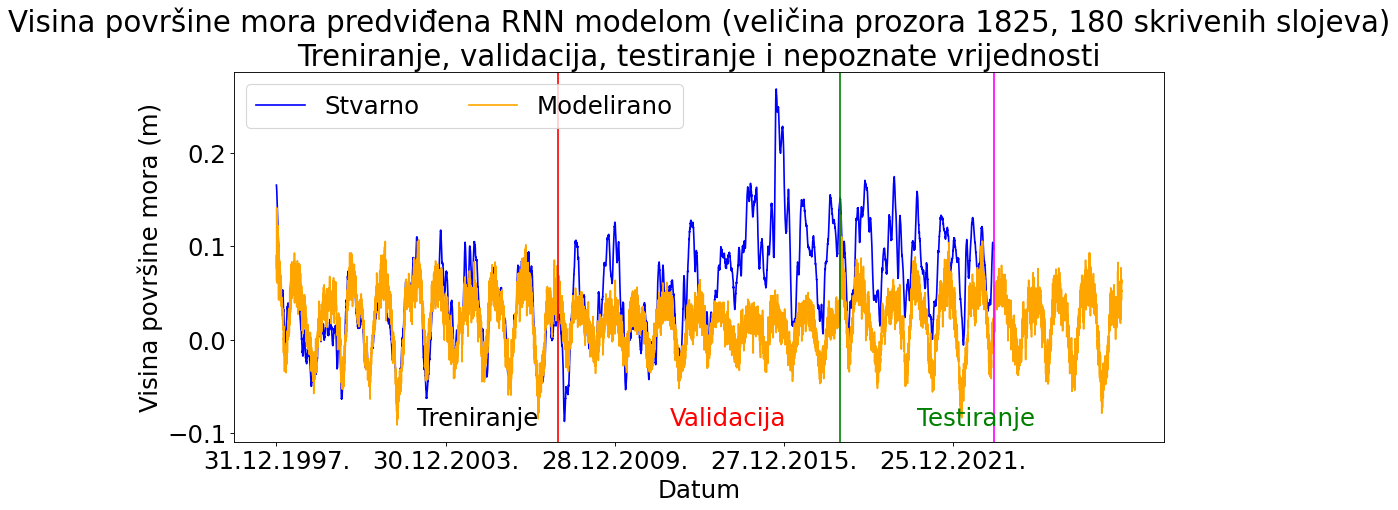 Visina površine mora predviđena RNN modelom (veličina prozora 1825, 180 skrivenih slojeva)
Treniranje, validacija, testiranje i nepoznate vrijednosti
Stvarno Modelirano
Visina površine mora (m)
0.2
0.1
0.0
−0.1
Treniranje Validacija Testiranje
31.12.1997. 30.12.2003. 28.12.2009. 27.12.2015. 25.12.2021.
Datum